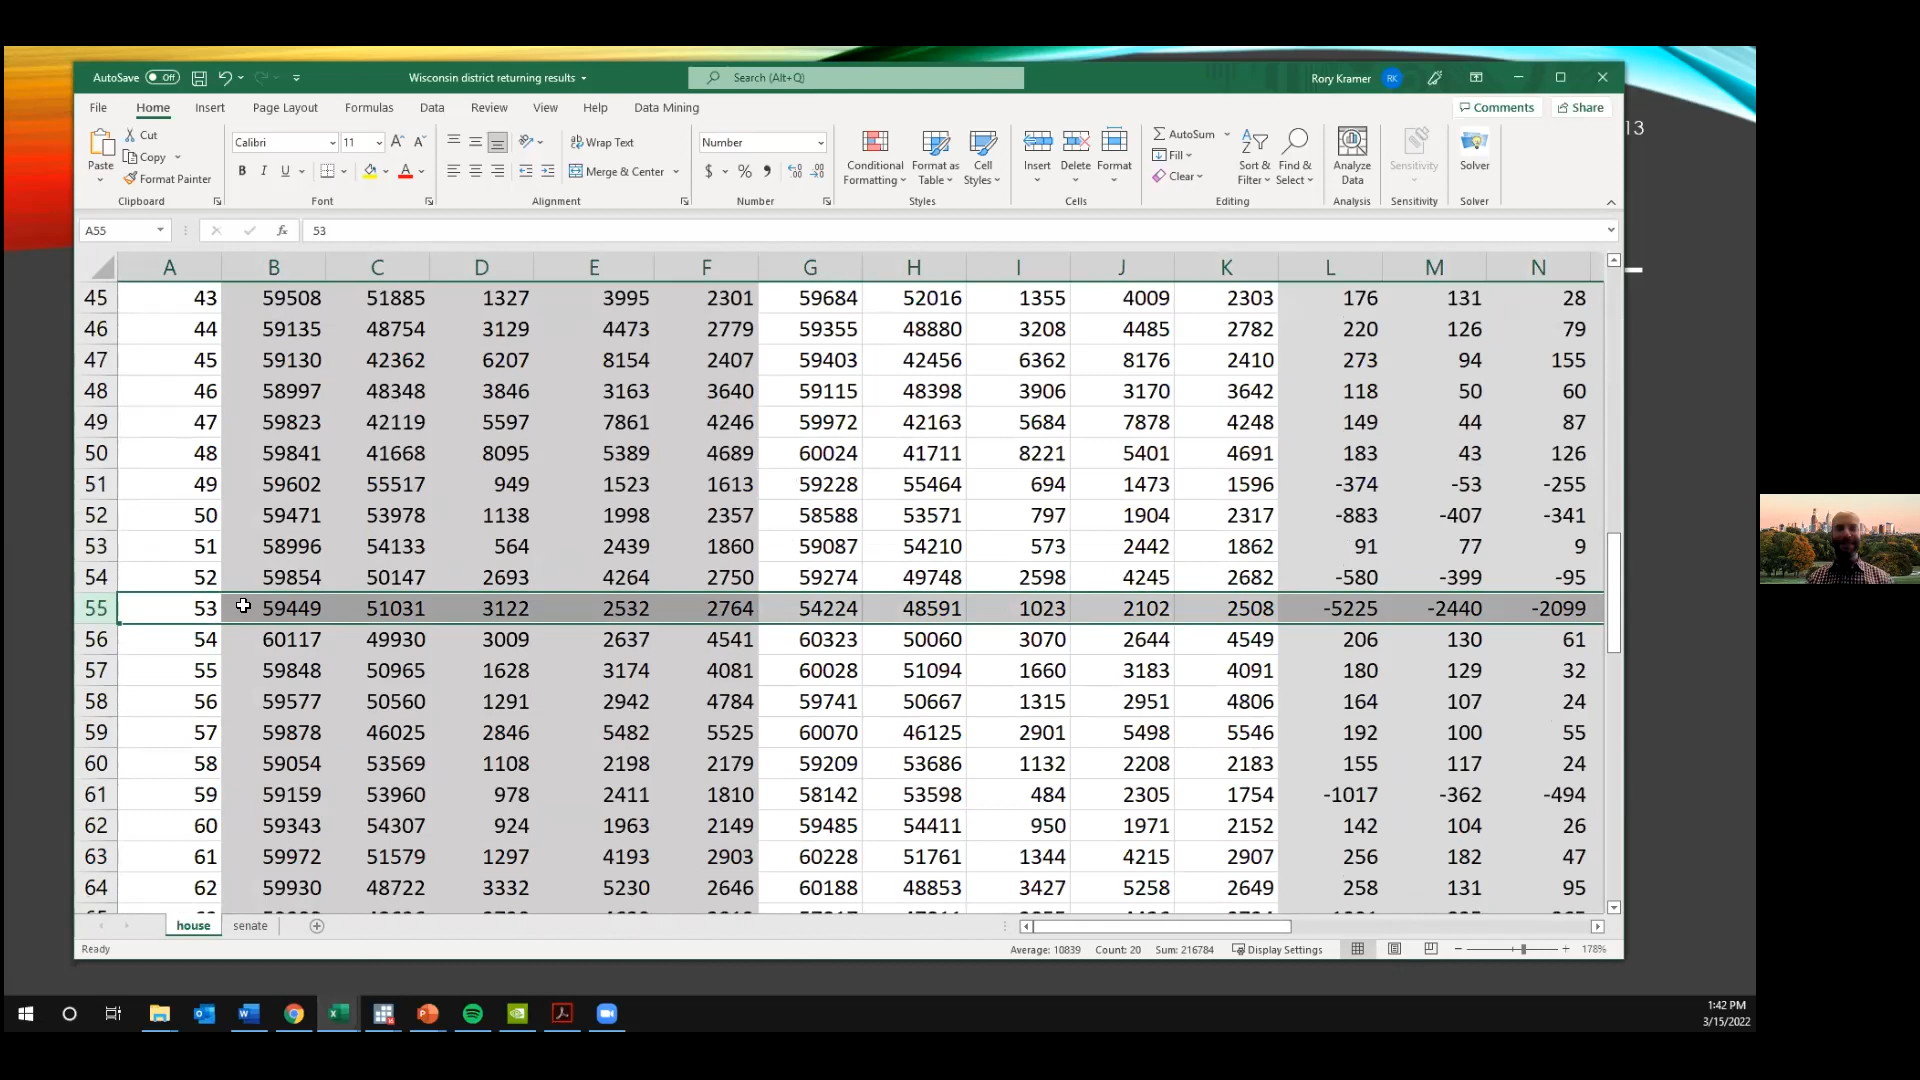 AutoSave Off Wisconsin district returning results Search (Alt+Q) Rory Kramer RK
File Home Insert Page Layout Formulas Data Review View Help Data Mining Comments Share
13
Paste Cut Copy Format Painter Clipboard
Calibri 11 B I U A Font
Wrap Text Merge & Center Alignment
Number $ % Number
Conditional Formatting Format as Table Cell Styles Styles
Insert Delete Format Cells
AutoSum Fill Clear Sort & Filter Find & Select Editing
Analyze Data Analysis Sensitivity Sensitivity Solver Solver
A55 fx 53
A B C D E F G H I J K L M N
45 43 59508 51885 1327 3995 2301 59684 52016 1355 4009 2303 176 131 28
46 44 59135 48754 3129 4473 2779 59355 48880 3208 4485 2782 220 126 79
47 45 59130 42362 6207 8154 2407 59403 42456 6362 8176 2410 273 94 155
48 46 58997 48348 3846 3163 3640 59115 48398 3906 3170 3642 118 50 60
49 47 59823 42119 5597 7861 4246 59972 42163 5684 7878 4248 149 44 87
50 48 59841 41668 8095 5389 4689 60024 41711 8221 5401 4691 183 43 126
51 49 59602 55517 949 1523 1613 59228 55464 694 1473 1596 -374 -53 -255
52 50 59471 53978 1138 1998 2357 58588 53571 797 1904 2317 -883 -407 -341
53 51 58996 54133 564 2439 1860 59087 54210 573 2442 1862 91 77 9
54 52 59854 50147 2693 4264 2750 59274 49748 2598 4245 2682 -580 -399 -95
55 53 59449 51031 3122 2532 2764 54224 48591 1023 2102 2508 -5225 -2440 -2099
56 54 60117 49930 3009 2637 4541 60323 50060 3070 2644 4549 206 130 61
57 55 59848 50965 1628 3174 4081 60028 51094 1660 3183 4091 180 129 32
58 56 59577 50560 1291 2942 4784 59741 50667 1315 2951 4806 164 107 24
59 57 59878 46025 2846 5482 5525 60070 46125 2901 5498 5546 192 100 55
60 58 59054 53569 1108 2198 2179 59209 53686 1132 2208 2183 155 117 24
61 59 59159 53960 978 2411 1810 58142 53598 484 2305 1754 -1017 -362 -494
62 60 59343 54307 924 1963 2149 59485 54411 950 1971 2152 142 104 26
63 61 59972 51579 1297 4193 2903 60228 51761 1344 4215 2907 256 182 47
64 62 59930 48722 3332 5230 2646 60188 48853 3427 5258 2649 258 131 95
house senate
Ready Average: 10839 Count: 20 Sum: 216784 Display Settings 178%
1:42 PM
3/15/2022